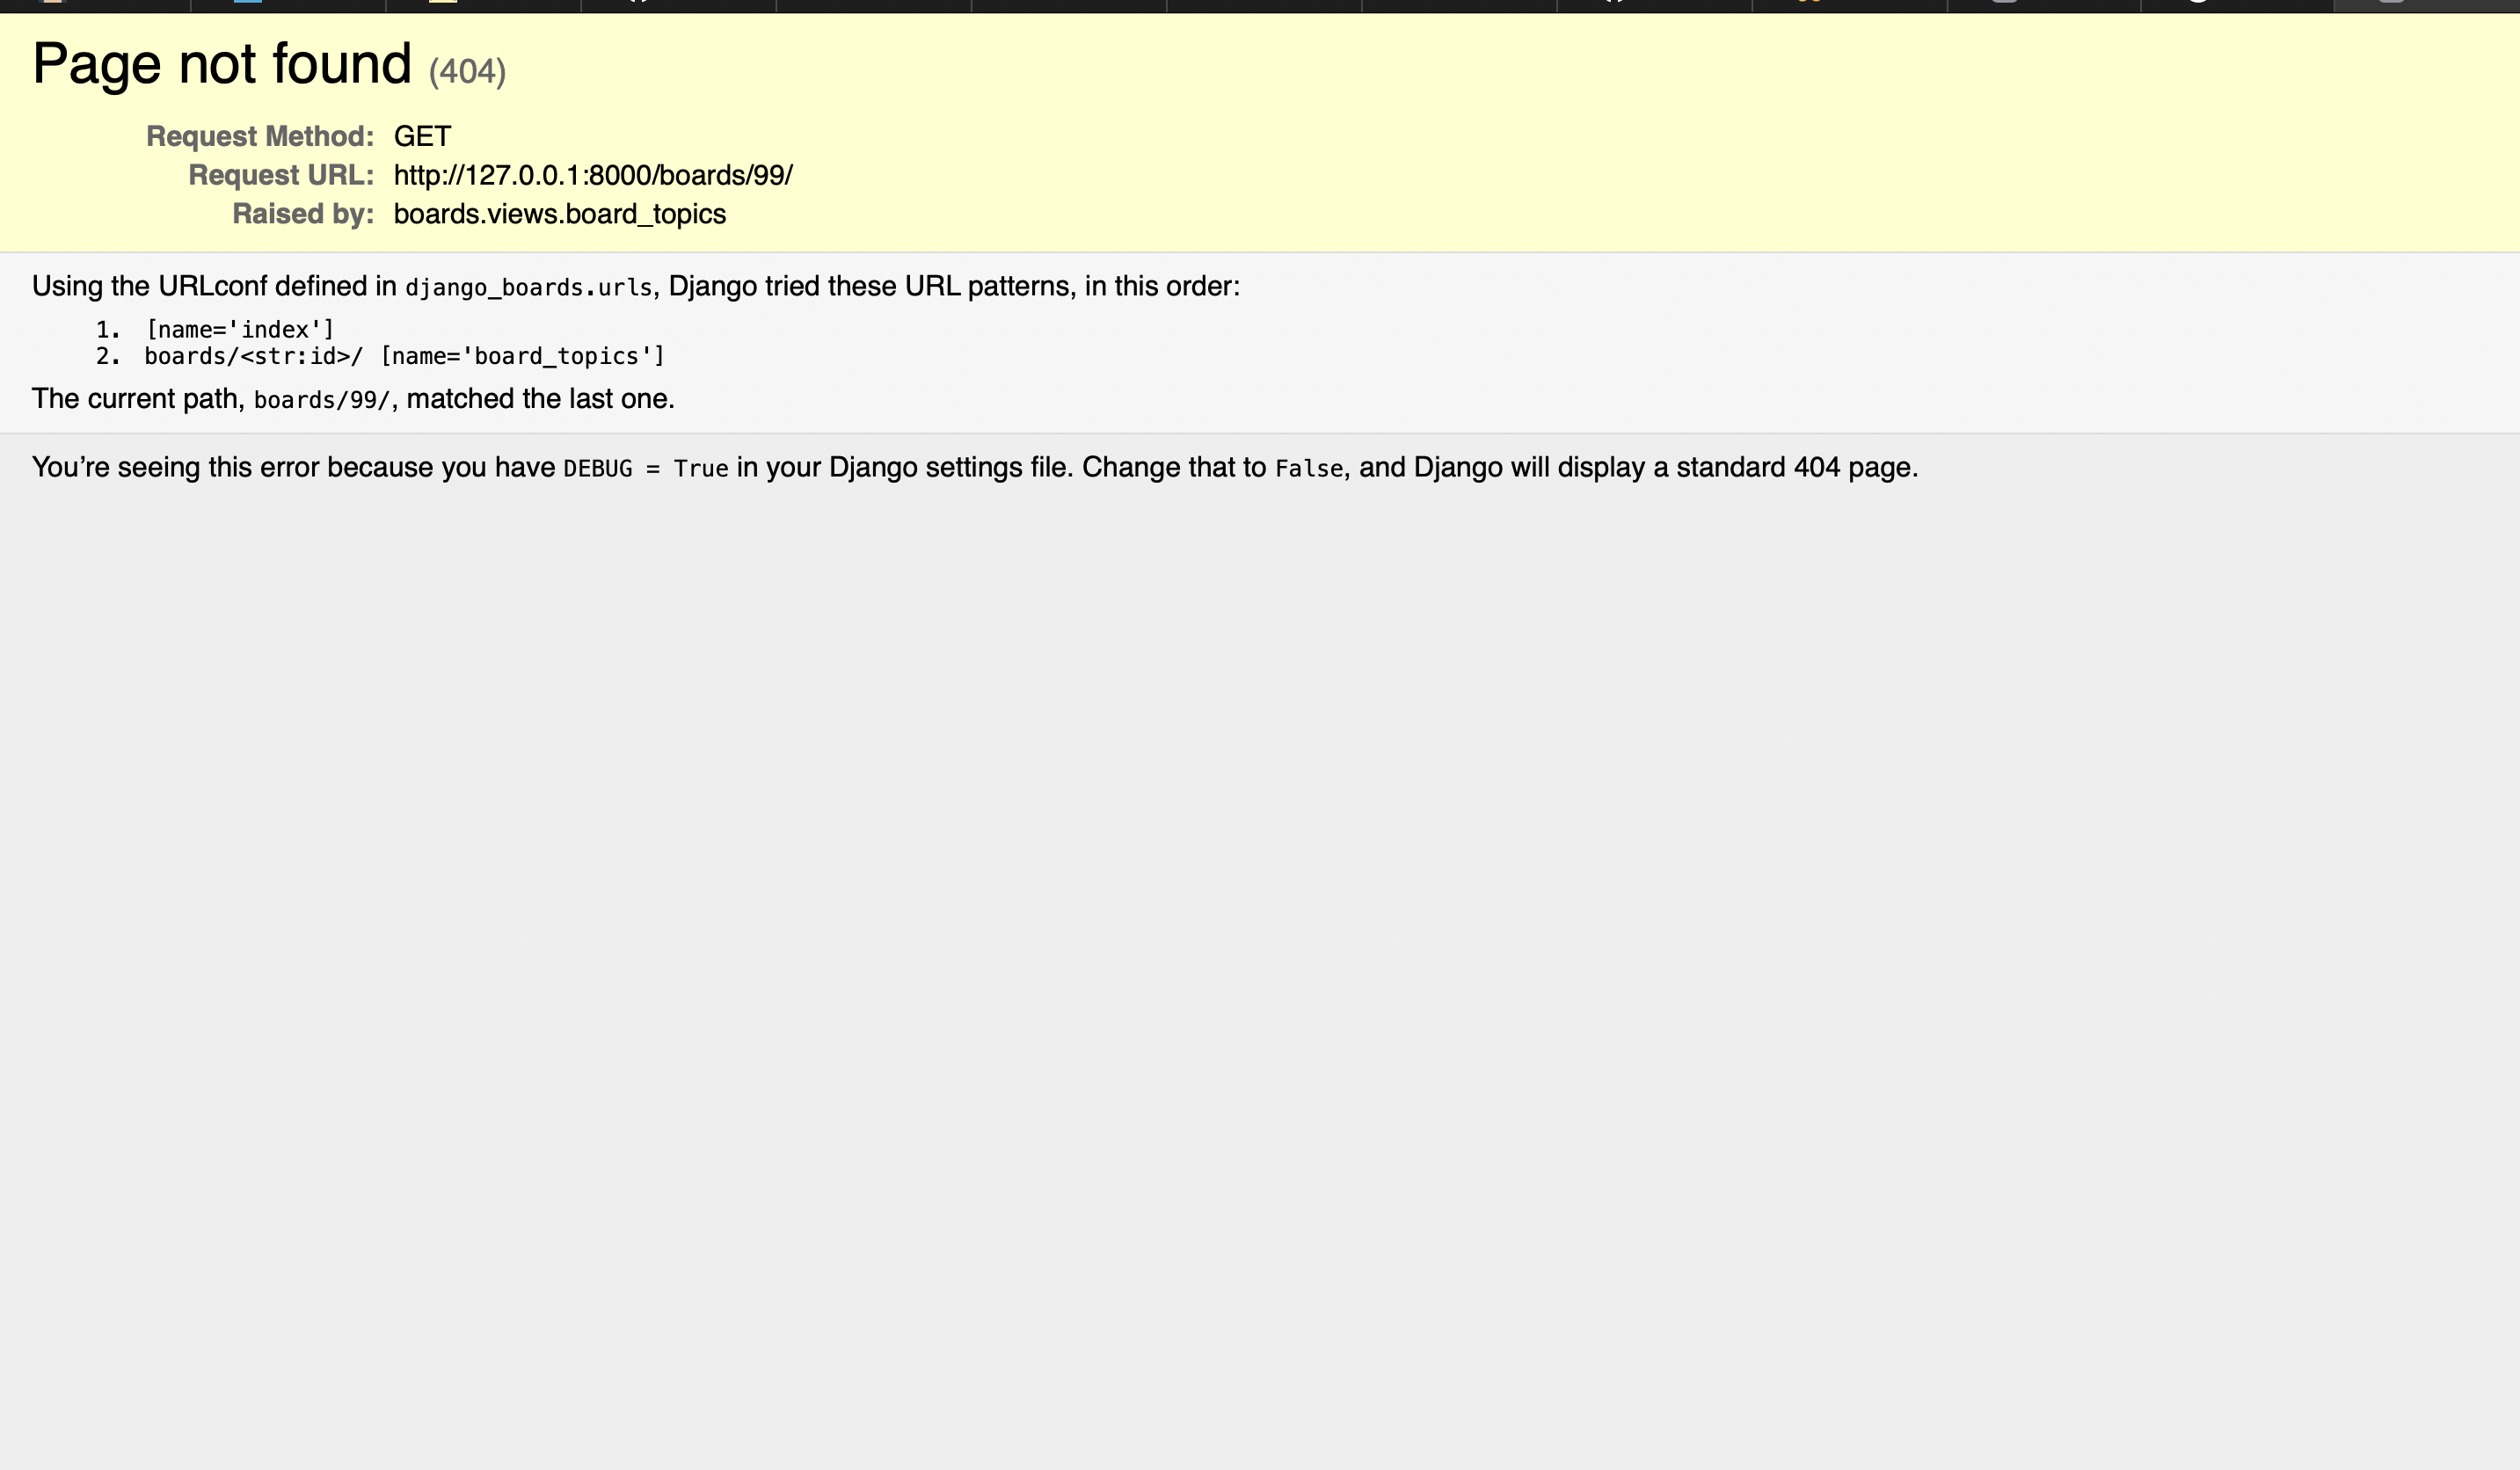 Page not found (404)
Request Method: GET
Request URL: http://127.0.0.1:8000/boards/99/
Raised by: boards.views.board_topics
Using the URLconf defined in django_boards.urls, Django tried these URL patterns, in this order:
1. [name='index']
2. boards/<str:id>/ [name='board_topics']
The current path, boards/99/, matched the last one.
You’re seeing this error because you have DEBUG = True in your Django settings file. Change that to False, and Django will display a standard 404 page.